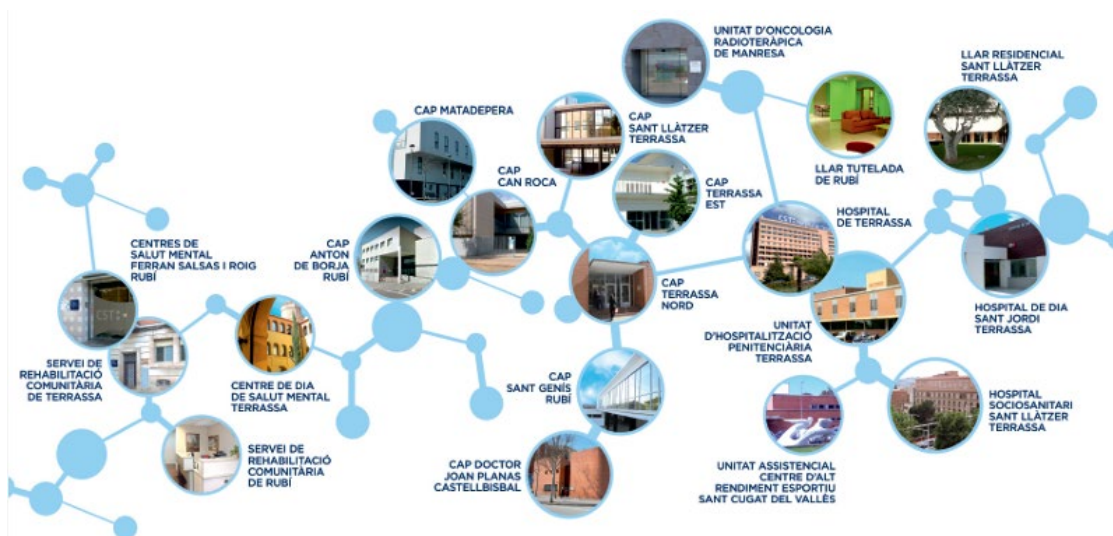 UNITAT D'ONCOLOGIA
RADIOTERÀPICA
DE MANRESA
LLAR RESIDENCIAL
SANT LLÀTZER
TERRASSA
CAP MATADEPERA
CAP
SANT LLÀTZER
TERRASSA
CAP
CAN ROCA
CAP
TERRASSA
EST
LLAR TUTELADA
DE RUBÍ
HOSPITAL
DE TERRASSA
CENTRES DE
SALUT MENTAL
FERRAN SALSAS I ROIG
RUBÍ
CAP
ANTON
DE BORJA
RUBÍ
CAP
TERRASSA
NORD
CST
CST
HOSPITAL DE DIA
SANT JORDI
TERRASSA
UNITAT
D'HOSPITALITZACIÓ
PENITENCIÀRIA
TERRASSA
SERVEI DE
REHABILITACIÓ
COMUNITÀRIA
DE TERRASSA
CENTRE DE DIA
DE SALUT MENTAL
TERRASSA
CAP
SANT GENÍS
RUBÍ
HOSPITAL
SOCIOSANITARI
SANT LLÀTZER
TERRASSA
SERVEI DE
REHABILITACIÓ
COMUNITÀRIA
DE RUBÍ
CAP DOCTOR
JOAN PLANAS
CASTELLBISBAL
UNITAT ASSISTENCIAL
CENTRE D'ALT
RENDIMENT ESPORTIU
SANT CUGAT DEL VALLÈS